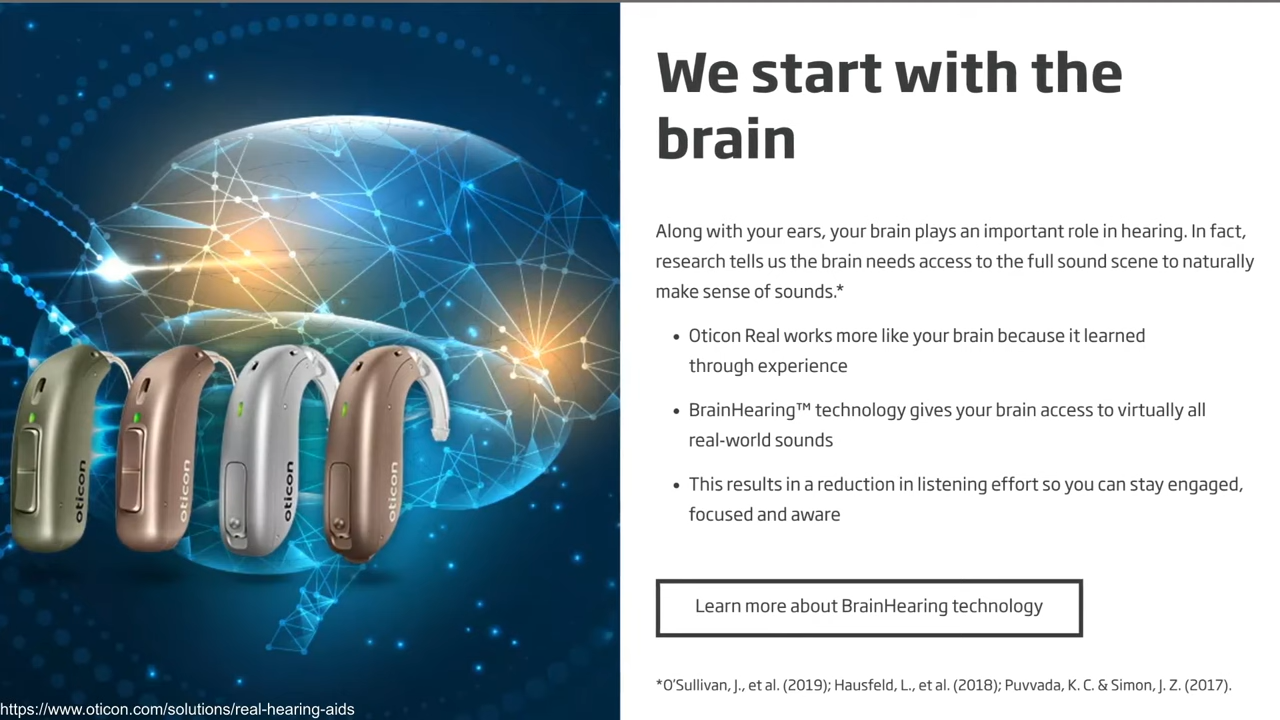 We start with the
brain
Along with your ears, your brain plays an important role in hearing. In fact,
research tells us the brain needs access to the full sound scene to naturally
make sense of sounds.*
• Oticon Real works more like your brain because it learned
through experience
• BrainHearing™ technology gives your brain access to virtually all
real-world sounds
• This results in a reduction in listening effort so you can stay engaged,
focused and aware
Learn more about BrainHearing technology
*O'Sullivan, J., et al. (2019); Hausfeld, L., et al. (2018); Puvvada, K. C. & Simon, J. Z. (2017).
oticon
oticon
oticon
oticon
https://www.oticon.com/solutions/real-hearing-aids